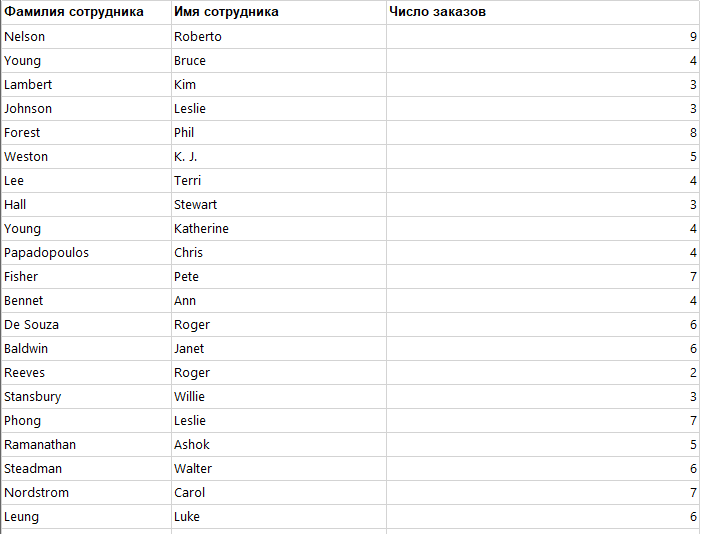 Фамилия сотрудника Имя сотрудника Число заказов
Nelson Roberto 9
Young Bruce 4
Lambert Kim 3
Johnson Leslie 3
Forest Phil 8
Weston K. J. 5
Lee Terri 4
Hall Stewart 3
Young Katherine 4
Papadopoulos Chris 4
Fisher Pete 7
Bennet Ann 4
De Souza Roger 6
Baldwin Janet 6
Reeves Roger 2
Stansbury Willie 3
Phong Leslie 7
Ramanathan Ashok 5
Steadman Walter 6
Nordstrom Carol 7
Leung Luke 6